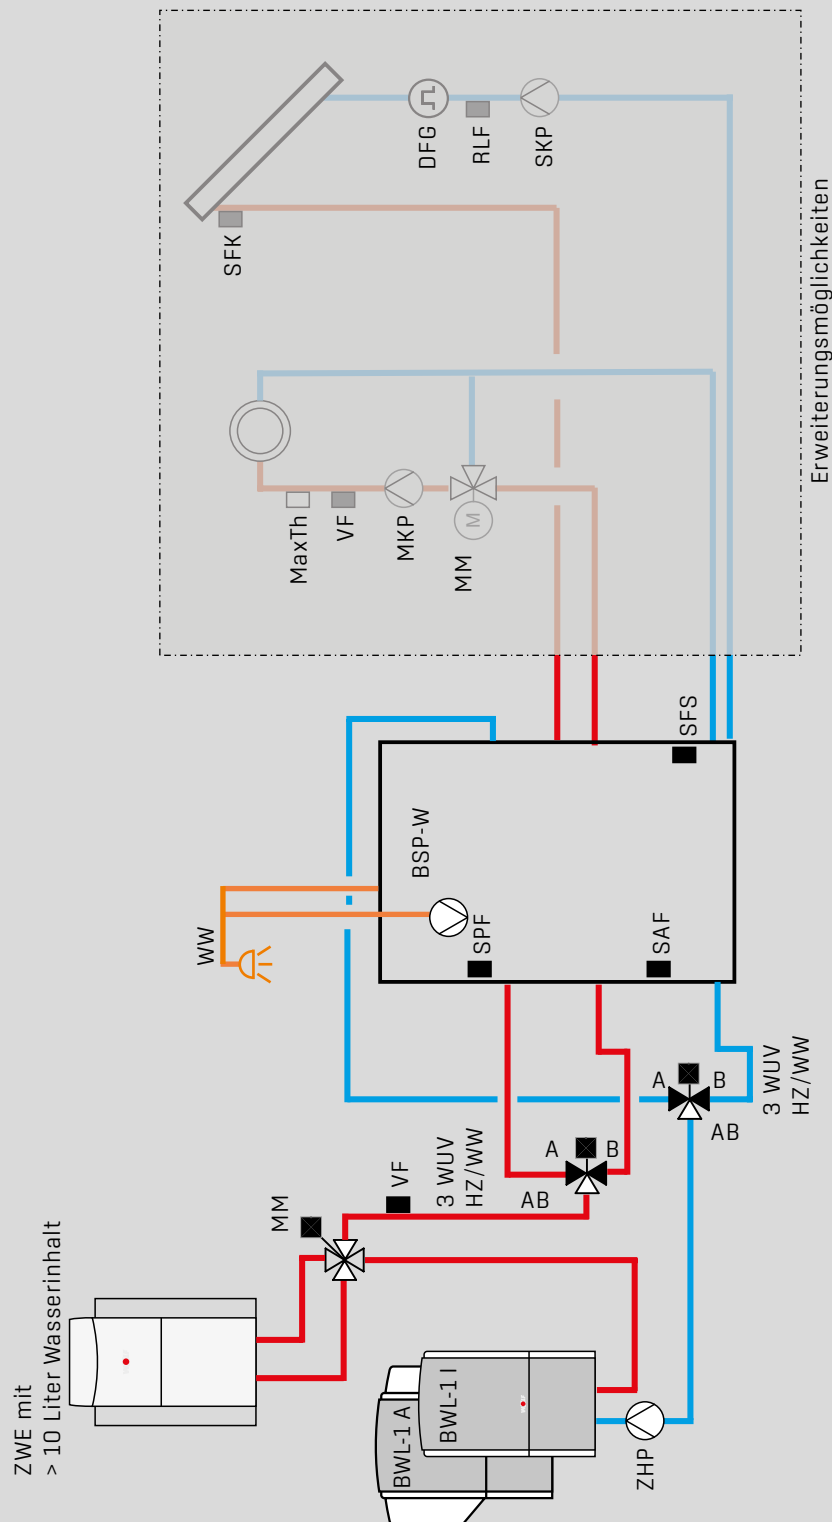 ZWE mit
> 10 Liter Wasserinhalt
BWL-1 A
BWL-1 I
ZHP
MM
VF
3 WUV
HZ/WW
A
B
AB
3 WUV
HZ/WW
A
B
AB
WW
SPF
SAF
BSP-W
SFS
MaxTh
VF
MKP
MM
M
SFK
DFG
RLF
SKP
Erweiterungsmöglichkeiten